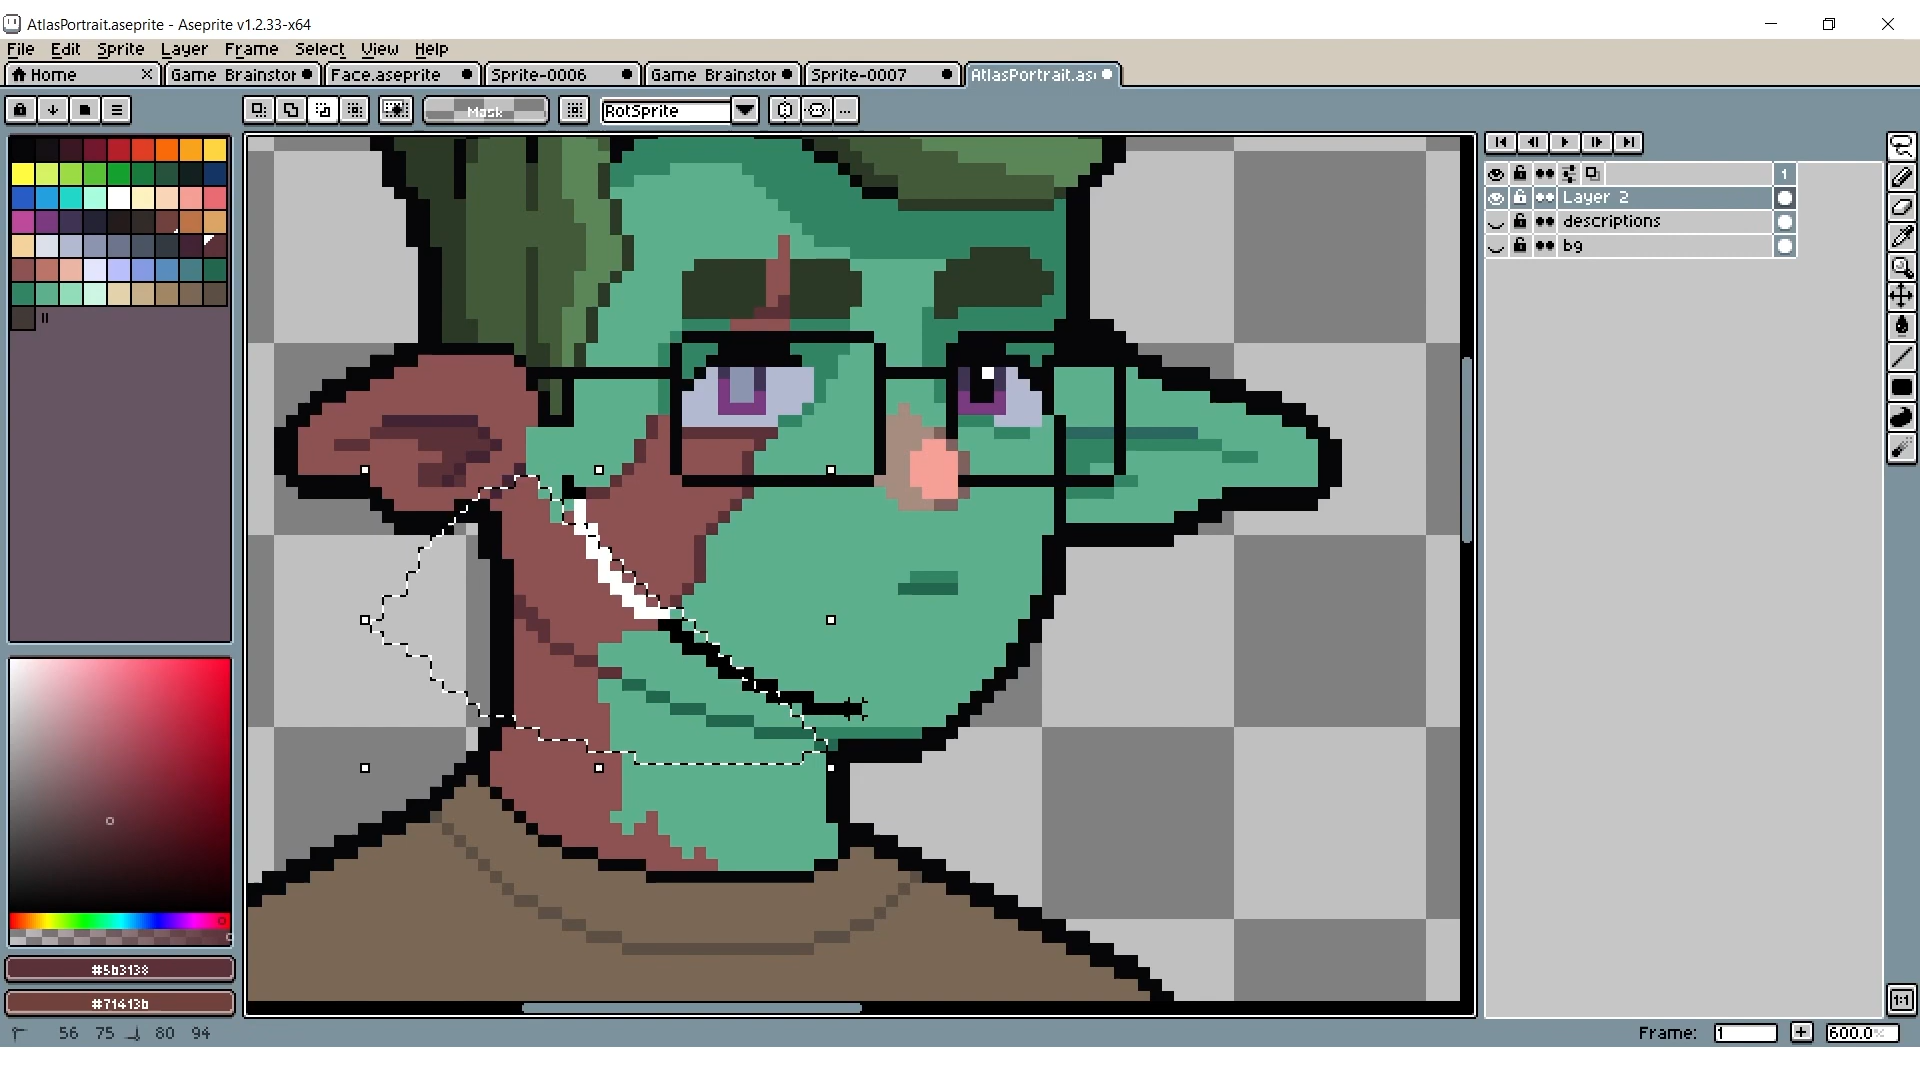 AtlasPortrait.aseprite - Aseprite v1.2.33-x64
File Edit Sprite Layer Frame Select View Help
Home Game Brainstor Face.aseprite Sprite-0006 Game Brainstor Sprite-0007 AtlasPortrait.as
Mask RotSprite
1
Layer 2
descriptions
bg
#5b3138
#71413b
56 75 80 94
Frame: 1 600.0%
1:1